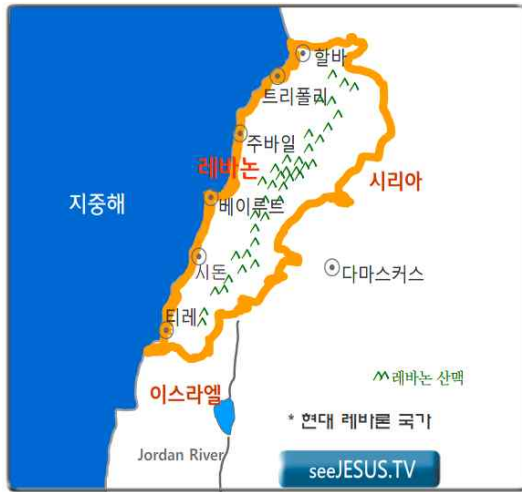 할바
트리폴리
주바일
레바논
시리아
지중해
베이루트
시돈
다마스커스
티레
레바논 산맥
이스라엘
* 현대 레바논 국가
Jordan River
seeJESUS.TV